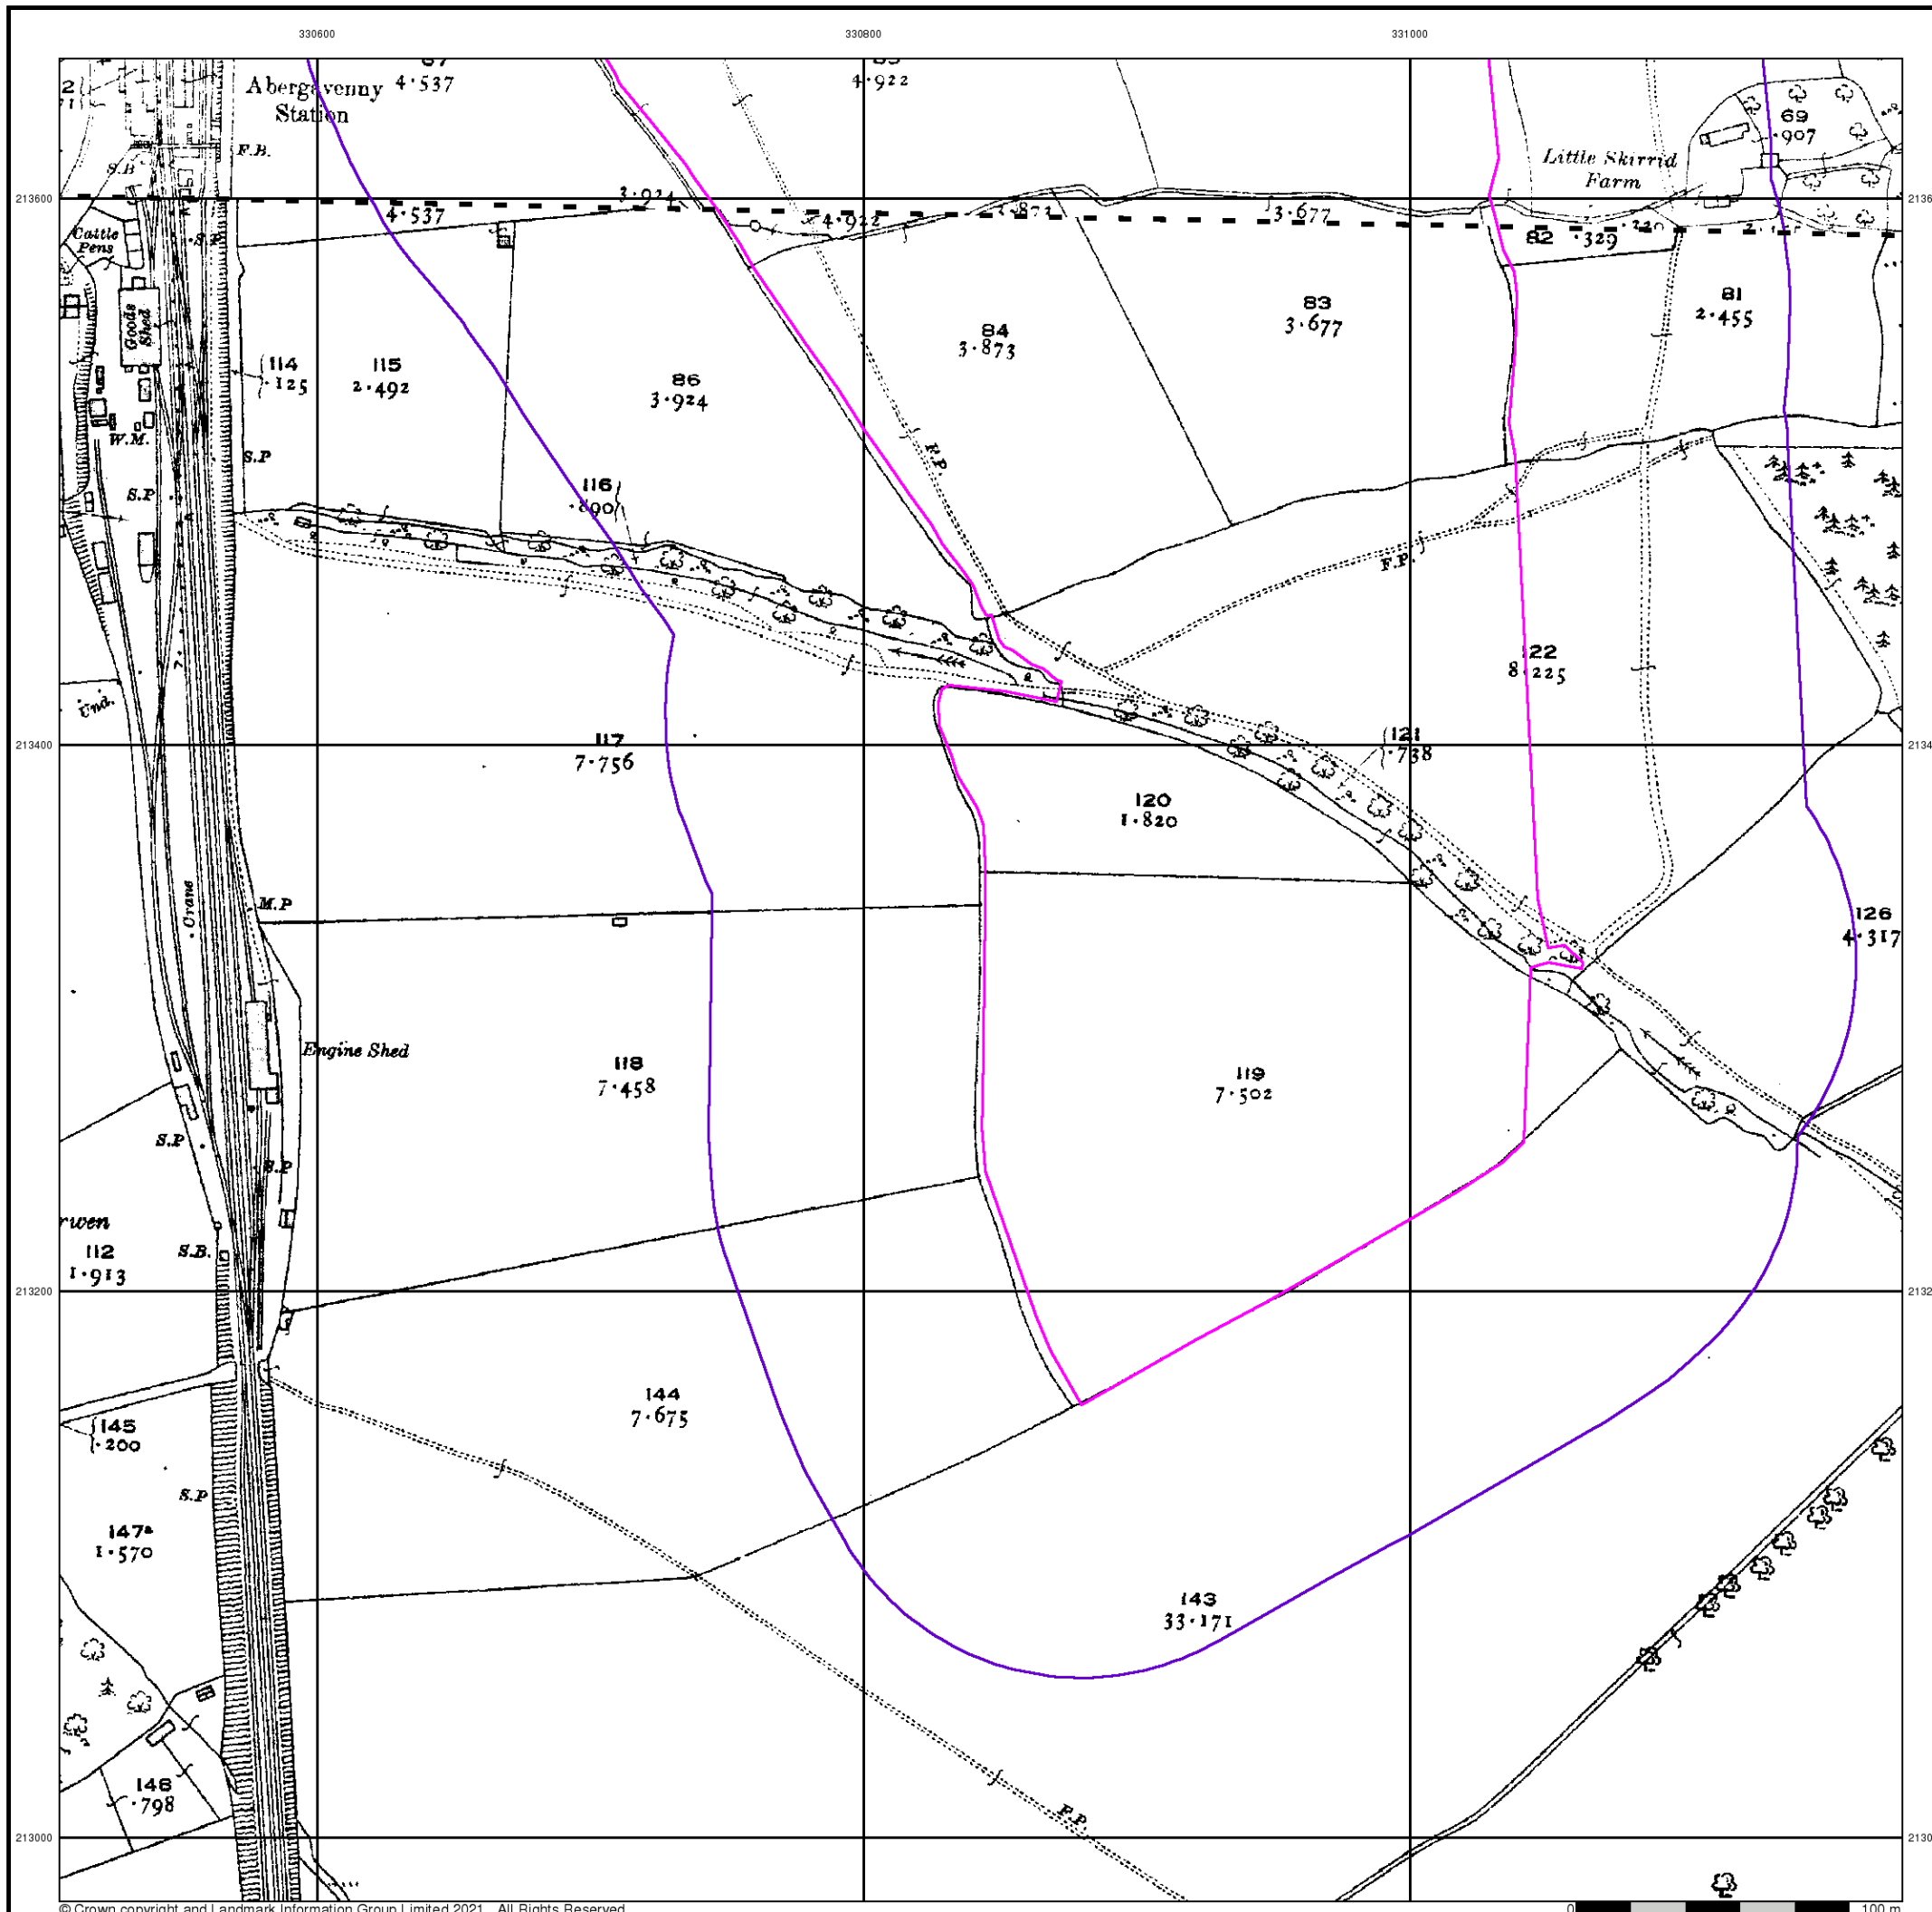 330600
330800
331000
87
4·537
4·922
Abergavenny
Station
F.B.
S.B
69
·907
Little Skirrid
Farm
213600
3·924
4·537
4·922
3·677
82 ·329
Cattle
Pens
S.P
Goods
Shed
114
·125
115
2·492
86
3·924
84
3·873
83
3·677
81
2·455
W.M.
S.P
S.P
F.P.
116
F.P.
Und.
122
8·225
213400
117
7·756
121
·738
120
1·820
Crane
M.P
126
4·317
Engine Shed
118
7·458
119
7·502
S.P
S.P
rwen
112
1·913
S.B.
213200
144
7·675
145
·200
S.P
147a
1·570
143
33·171
148
·798
F.P.
213000
© Crown copyright and Landmark Information Group Limited 2021. All Rights Reserved.
0 100 m